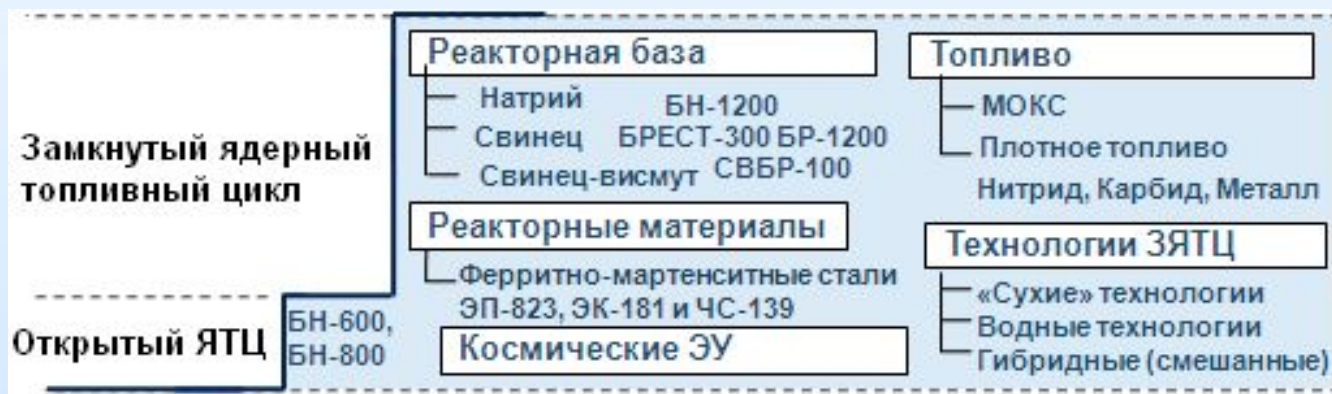 Замкнутый ядерный
топливный цикл
Открытый ЯТЦ
БН-600,
БН-800
Реакторная база
Натрий БН-1200
Свинец БРЕСТ-300 БР-1200
Свинец-висмут СВБР-100
Реакторные материалы
Ферритно-мартенситные стали
ЭП-823, ЭК-181 и ЧС-139
Космические ЭУ
Топливо
МОКС
Плотное топливо
Нитрид, Карбид, Металл
Технологии ЗЯТЦ
«Сухие» технологии
Водные технологии
Гибридные (смешанные)